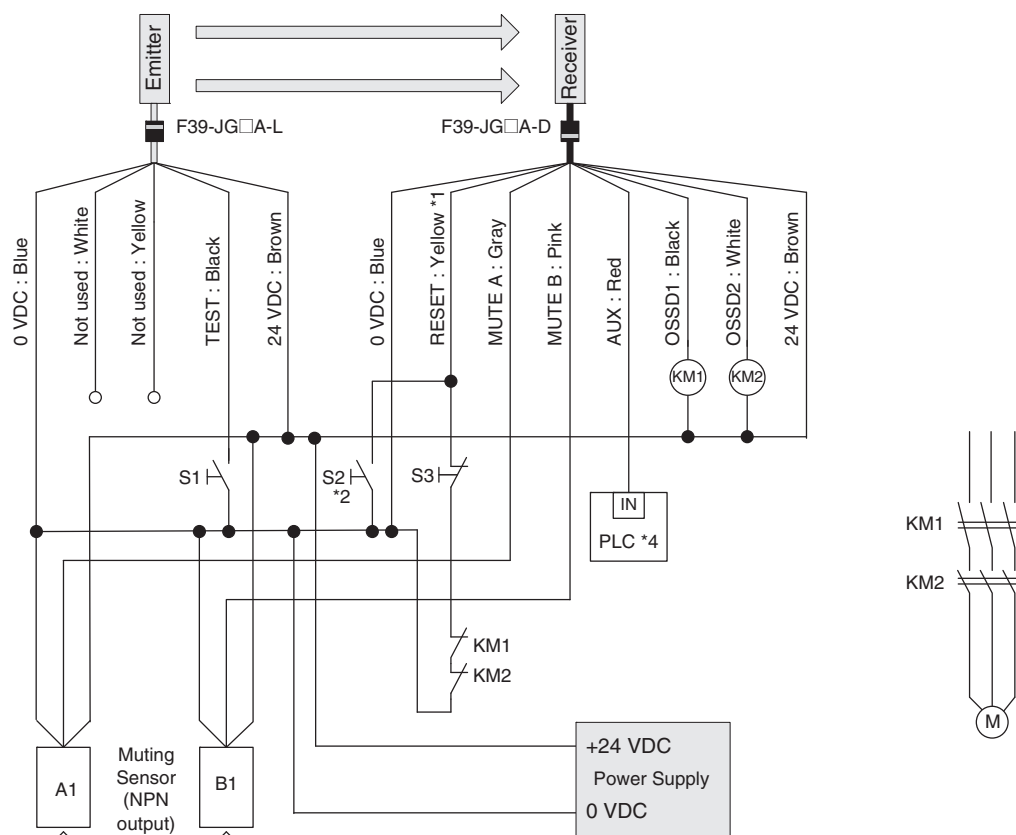 Emitter
Receiver
F39-JG□A-L
F39-JG□A-D
0 VDC : Blue
Not used : White
Not used : Yellow
TEST : Black
24 VDC : Brown
0 VDC : Blue
RESET : Yellow *1
MUTE A : Gray
MUTE B : Pink
AUX : Red
OSSD1 : Black
OSSD2 : White
24 VDC : Brown
KM1
KM2
S1
S2
*2
S3
IN
PLC *4
KM1
KM2
KM1
KM2
M
A1
Muting
Sensor
(NPN
output)
B1
+24 VDC
Power Supply
0 VDC